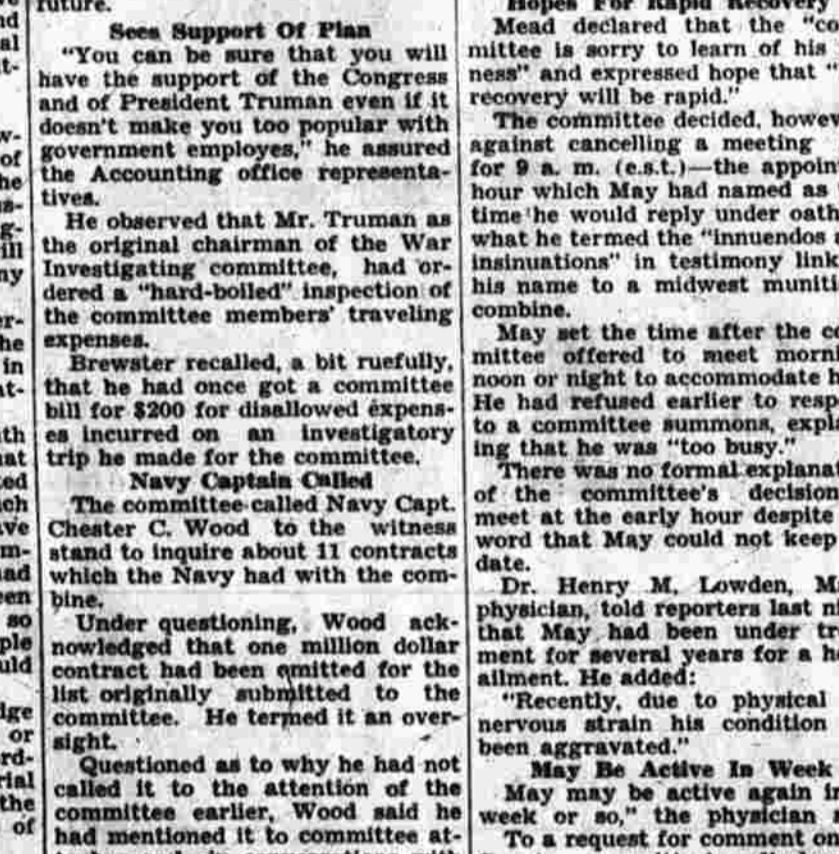 future.
Sees Support Of Plan
"You can be sure that you will
have the support of the Congress
and of President Truman even if it
doesn't make you too popular with
government employes," he assured
the Accounting office representa-
tives.
He observed that Mr. Truman as
the original chairman of the War
Investigating committee, had or-
dered a "hard-boiled" inspection of
the committee members' traveling
expenses.
Brewster recalled, a bit ruefully,
that he had once got a committee
bill for $200 for disallowed expens-
es incurred on an investigatory
trip he made for the committee.
Navy Captain Called
The committee called Navy Capt.
Chester C. Wood to the witness
stand to inquire about 11 contracts
which the Navy had with the com-
bine.
Under questioning, Wood ack-
nowledged that one million dollar
contract had been omitted for the
list originally submitted to the
committee. He termed it an over-
sight.
Questioned as to why he had not
called it to the attention of the
committee earlier, Wood said he
had mentioned it to committee at-
Hopes For Rapid Recovery
Mead declared that the "co
mittee is sorry to learn of his
ness" and expressed hope that "
recovery will be rapid."
The committee decided, howev
against cancelling a meeting
for 9 a. m. (e.s.t.)—the appoin
hour which May had named as
time he would reply under oath
what he termed the "innuendos
insinuations" in testimony link
his name to a midwest muniti
combine.
May set the time after the co
mittee offered to meet morn
noon or night to accommodate h
He had refused earlier to resp
to a committee summons, expla
ing that he was "too busy."
There was no formal explanat
of the committee's decision
meet at the early hour despite
word that May could not keep
date.
Dr. Henry M. Lowden, M
physician, told reporters last n
that May had been under tr
ment for several years for a he
ailment. He added:
"Recently, due to physical
nervous strain his condition
been aggravated."
May Be Active In Week
May may be active again in
week or so," the physician a
To a request for comment on